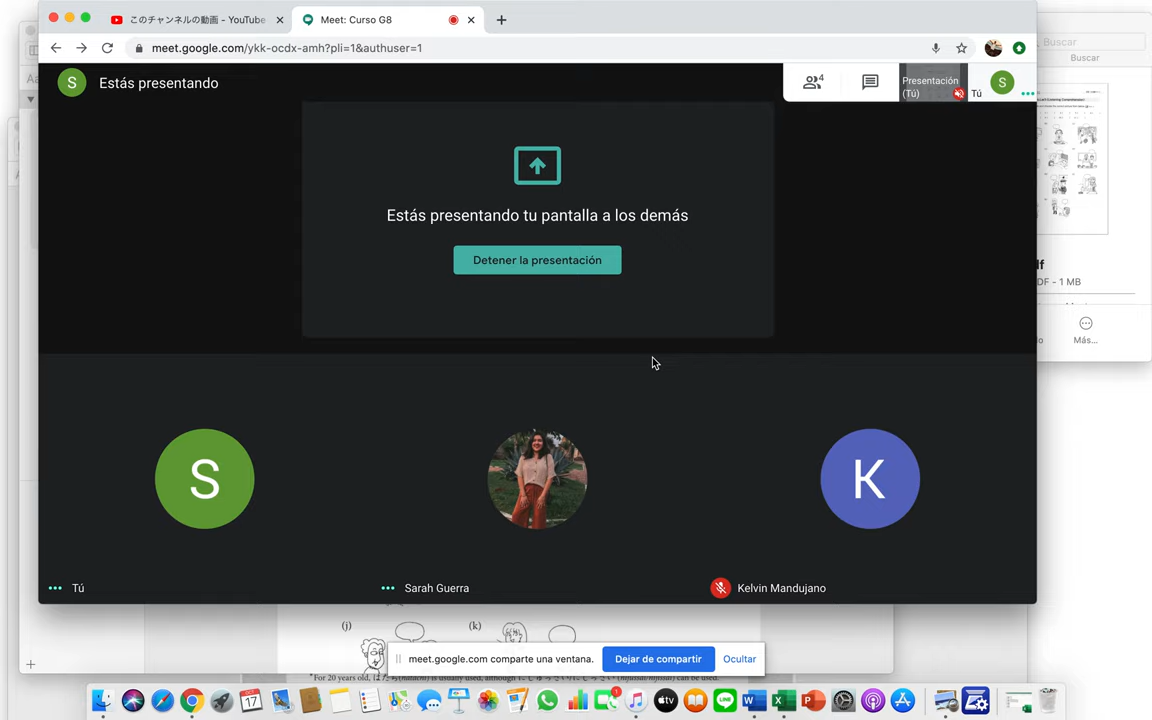 このチャンネルの動画 - YouTube
Meet: Curso G8
meet.google.com/ykk-ocdx-amh?pli=1&authuser=1
Buscar
Buscar
S
Estás presentando
4
Presentación
(Tú)
Tú
S
Estás presentando tu pantalla a los demás
Detener la presentación
DF - 1 MB
Más...
S
K
Tú
Sarah Guerra
Kelvin Mandujano
(j)
(k)
meet.google.com comparte una ventana.
Dejar de compartir
Ocultar
17